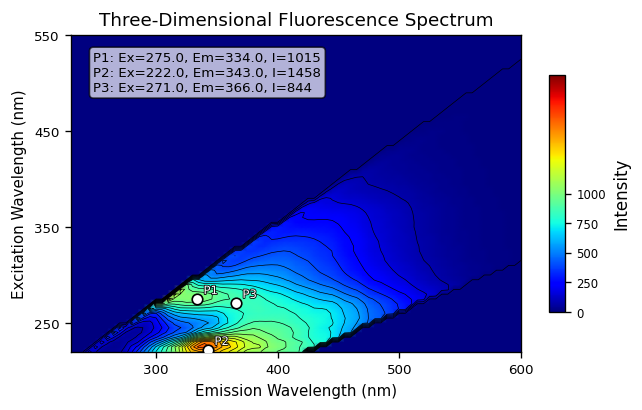 Three-Dimensional Fluorescence Spectrum
P1: Ex=275.0, Em=334.0, I=1015
P2: Ex=222.0, Em=343.0, I=1458
P3: Ex=271.0, Em=366.0, I=844
550
450
350
250
Excitation Wavelength (nm)
P1
P3
P2
300
400
500
600
Emission Wavelength (nm)
1000
750
500
250
0
Intensity